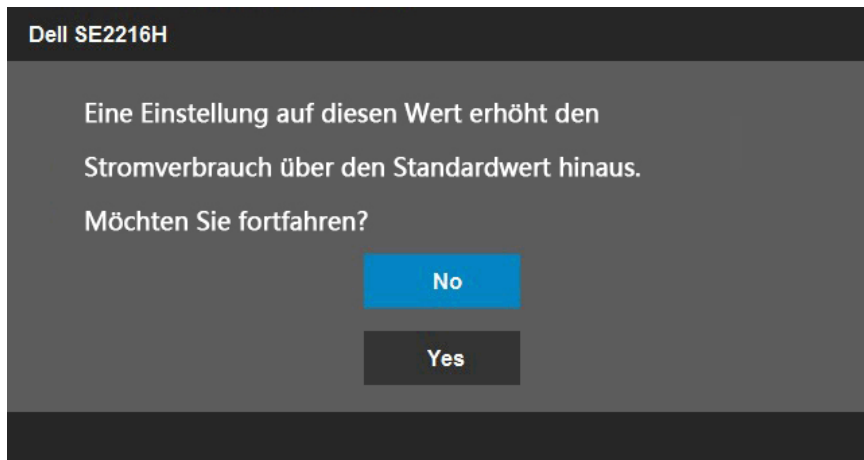 Dell SE2216H
Eine Einstellung auf diesen Wert erhöht den
Stromverbrauch über den Standardwert hinaus.
Möchten Sie fortfahren?
No
Yes